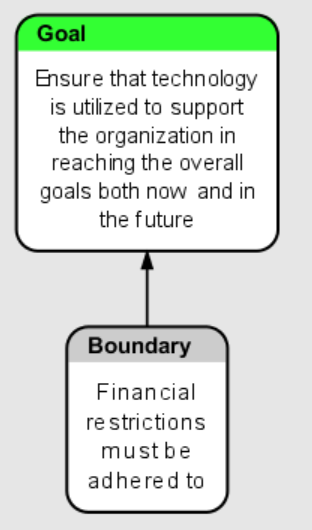 Goal
Ensure that technology
is utilized to support
the organization in
reaching the overall
goals both now and in
the future
Boundary
Financial
restrictions
must be
adhered to